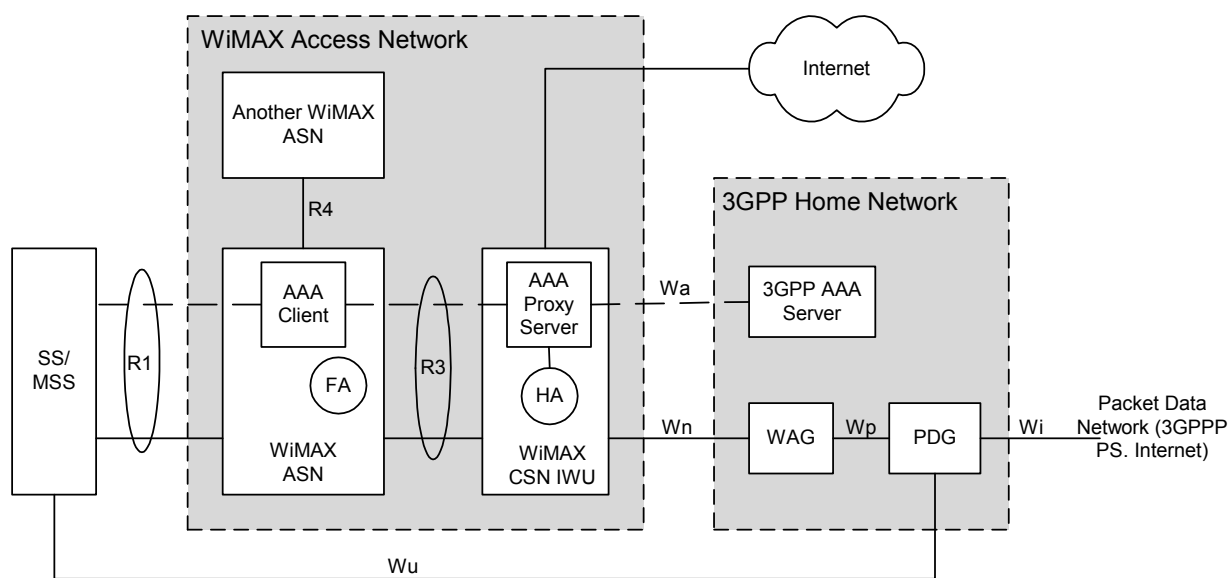 WiMAX Access Network
Internet
Another WiMAX
ASN
R4
3GPP Home Network
AAA
Client
AAA
Proxy
Server
Wa
3GPP AAA
Server
SS/
MSS
R1
FA
R3
HA
WiMAX
ASN
WiMAX
CSN IWU
Wn
WAG
Wp
PDG
Wi
Packet Data
Network (3GPPP
PS. Internet)
Wu